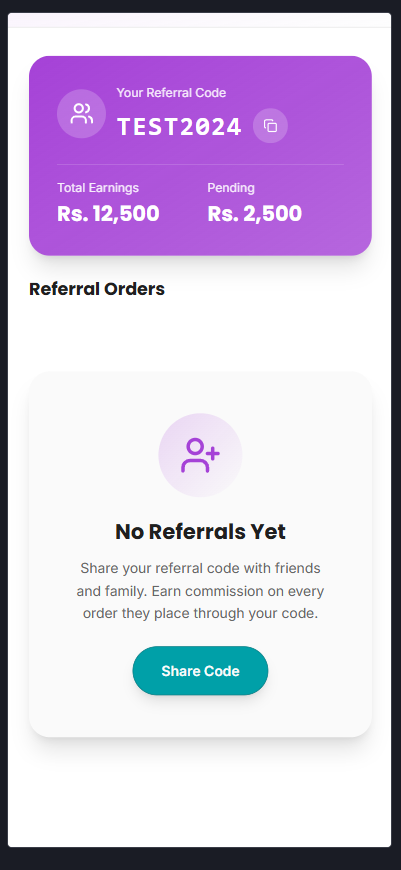 Your Referral Code
TEST2024
Total Earnings
Pending
Rs. 12,500
Rs. 2,500
Referral Orders
No Referrals Yet
Share your referral code with friends
and family. Earn commission on every
order they place through your code.
Share Code